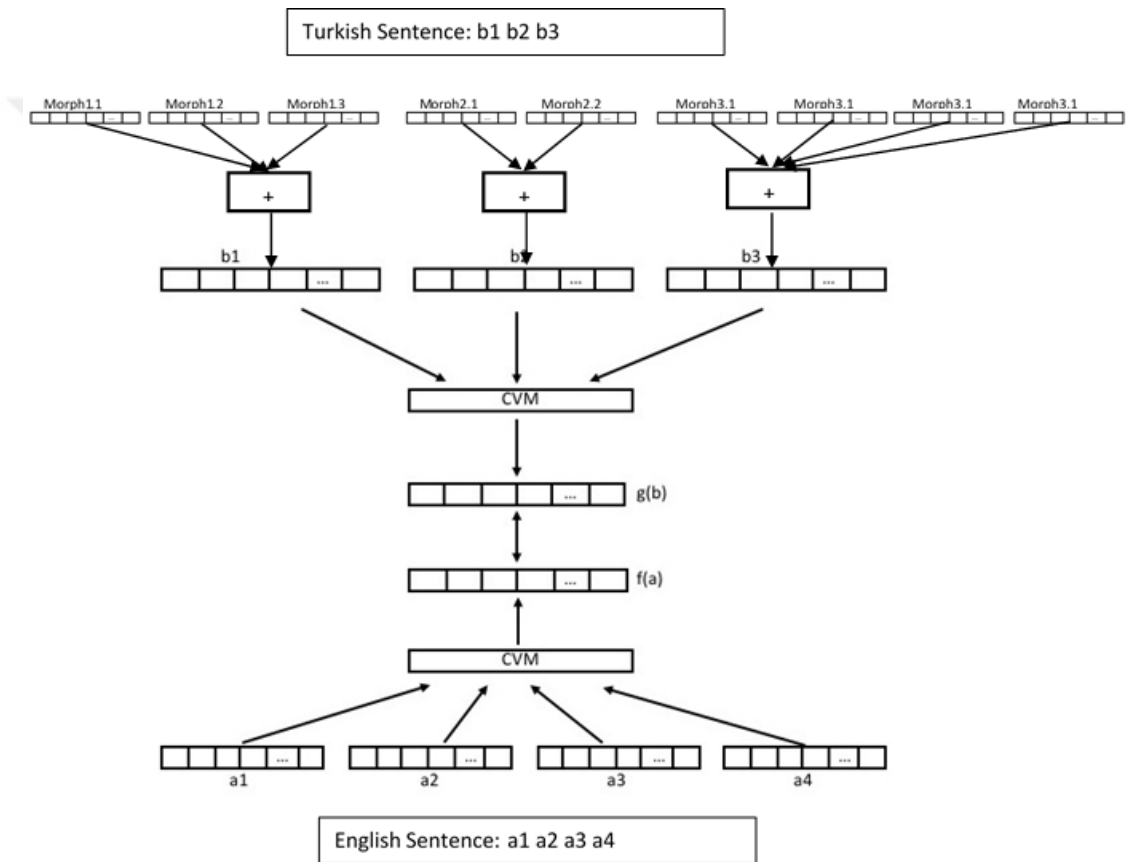 Turkish Sentence: b1 b2 b3
Morph1.1 Morph1.2 Morph1.3 Morph2.1 Morph2.2 Morph3.1 Morph3.1 Morph3.1 Morph3.1
... ... ... ... ... ... ... ... ...
+ + +
b1 b2 b3
... ... ...
CVM
... g(b)
... f(a)
CVM
... ... ... ...
a1 a2 a3 a4
English Sentence: a1 a2 a3 a4